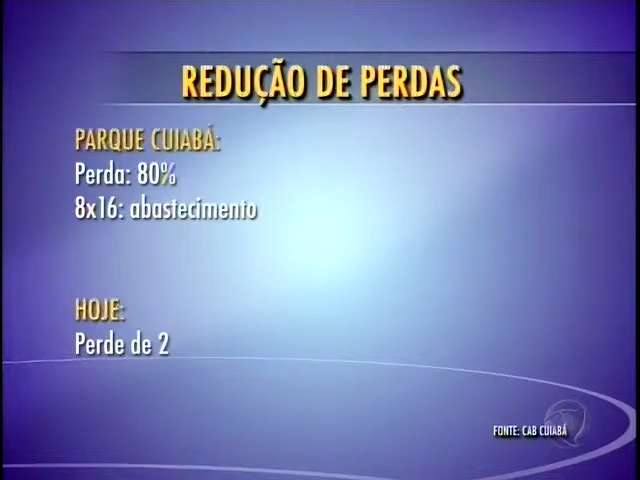 REDUÇÃO DE PERDAS
PARQUE CUIABÁ:
Perda: 80%
8x16: abastecimento
HOJE:
Perde de 2
FONTE: CAB CUIABÁ